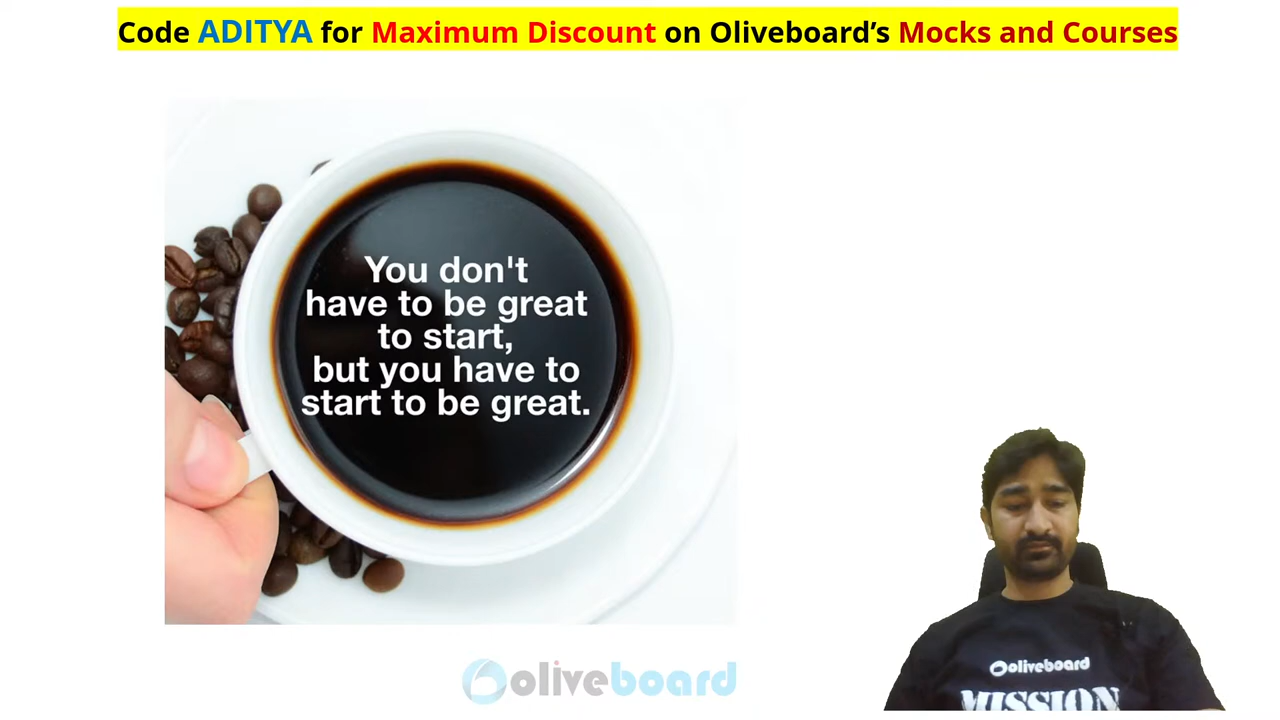 Code ADITYA for Maximum Discount on Oliveboard’s Mocks and Courses
You don't
have to be great
to start,
but you have to
start to be great.
oliveboard
MISSION
oliveboard